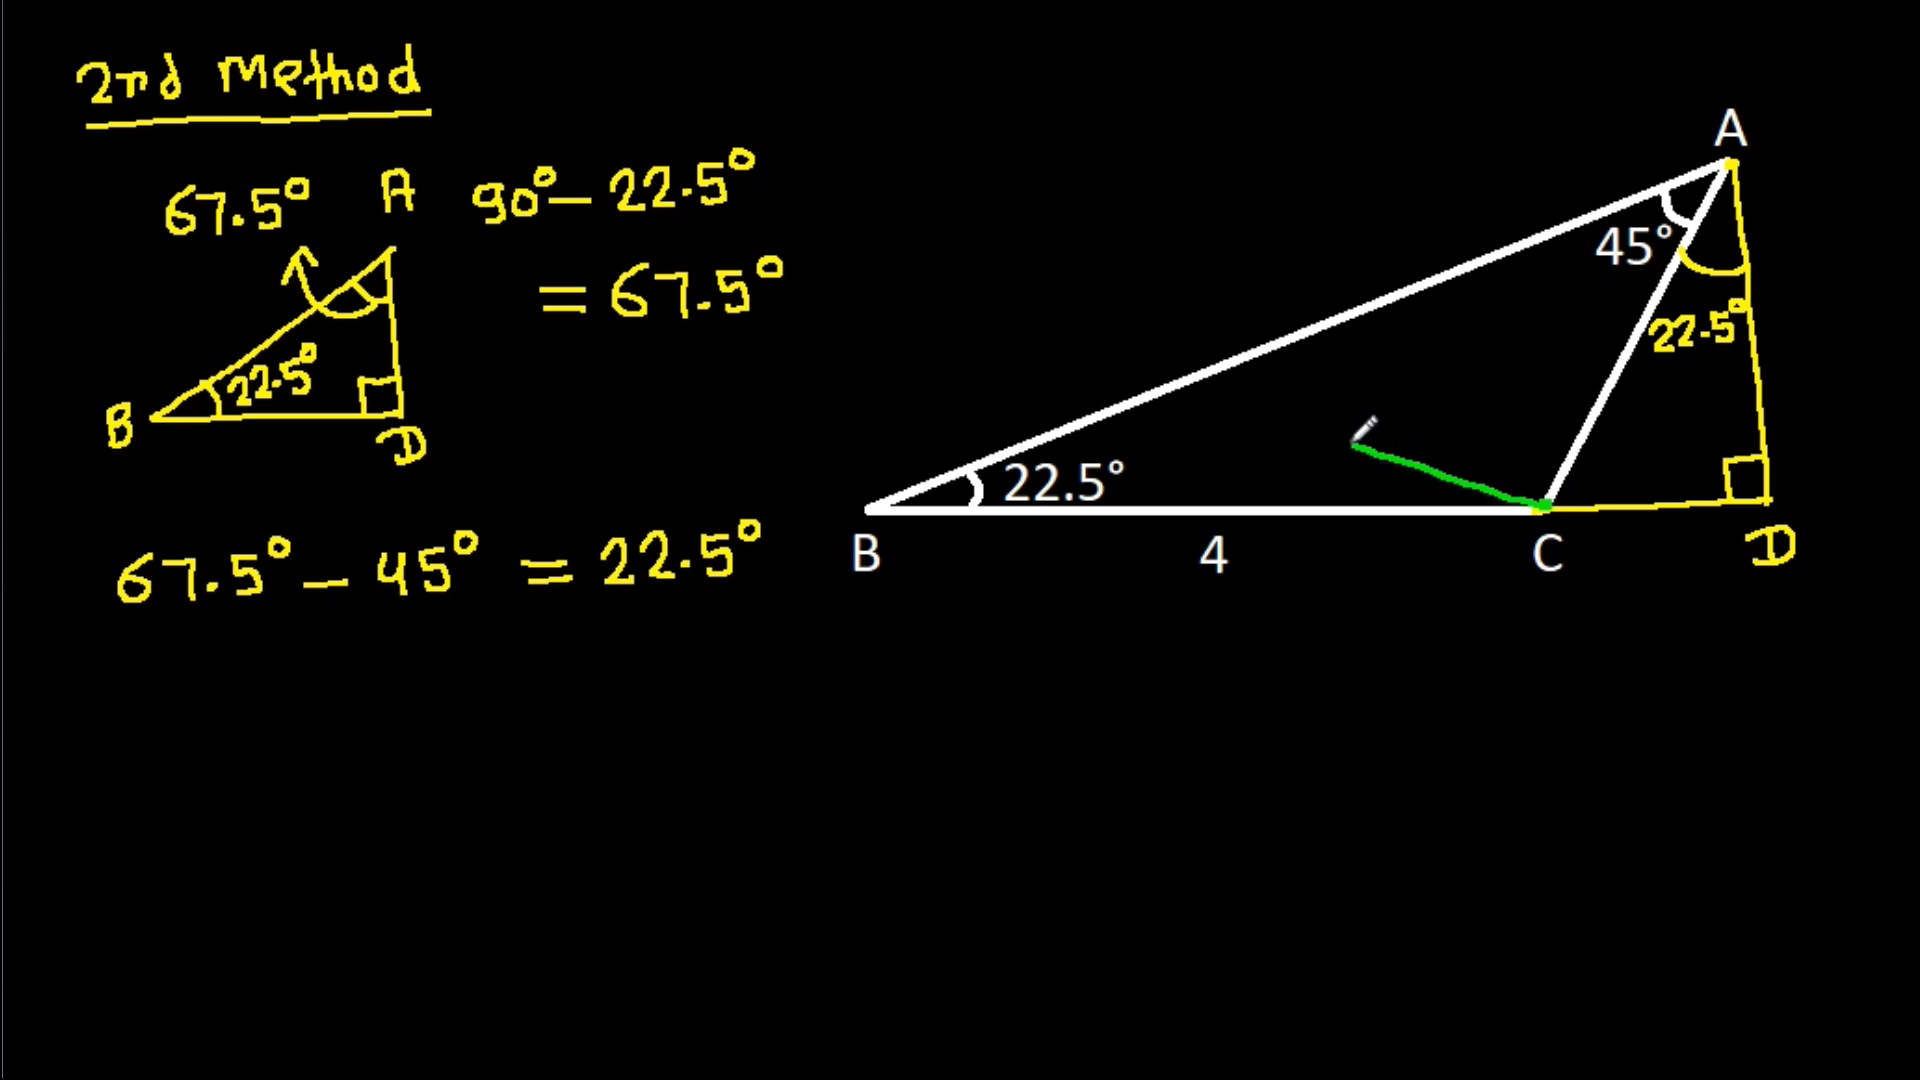 2nd Method
67.5° A 90° - 22.5°
= 67.5°
22.5°
B D
67.5° - 45° = 22.5°
A
45°
22.5°
22.5°
B 4 C D